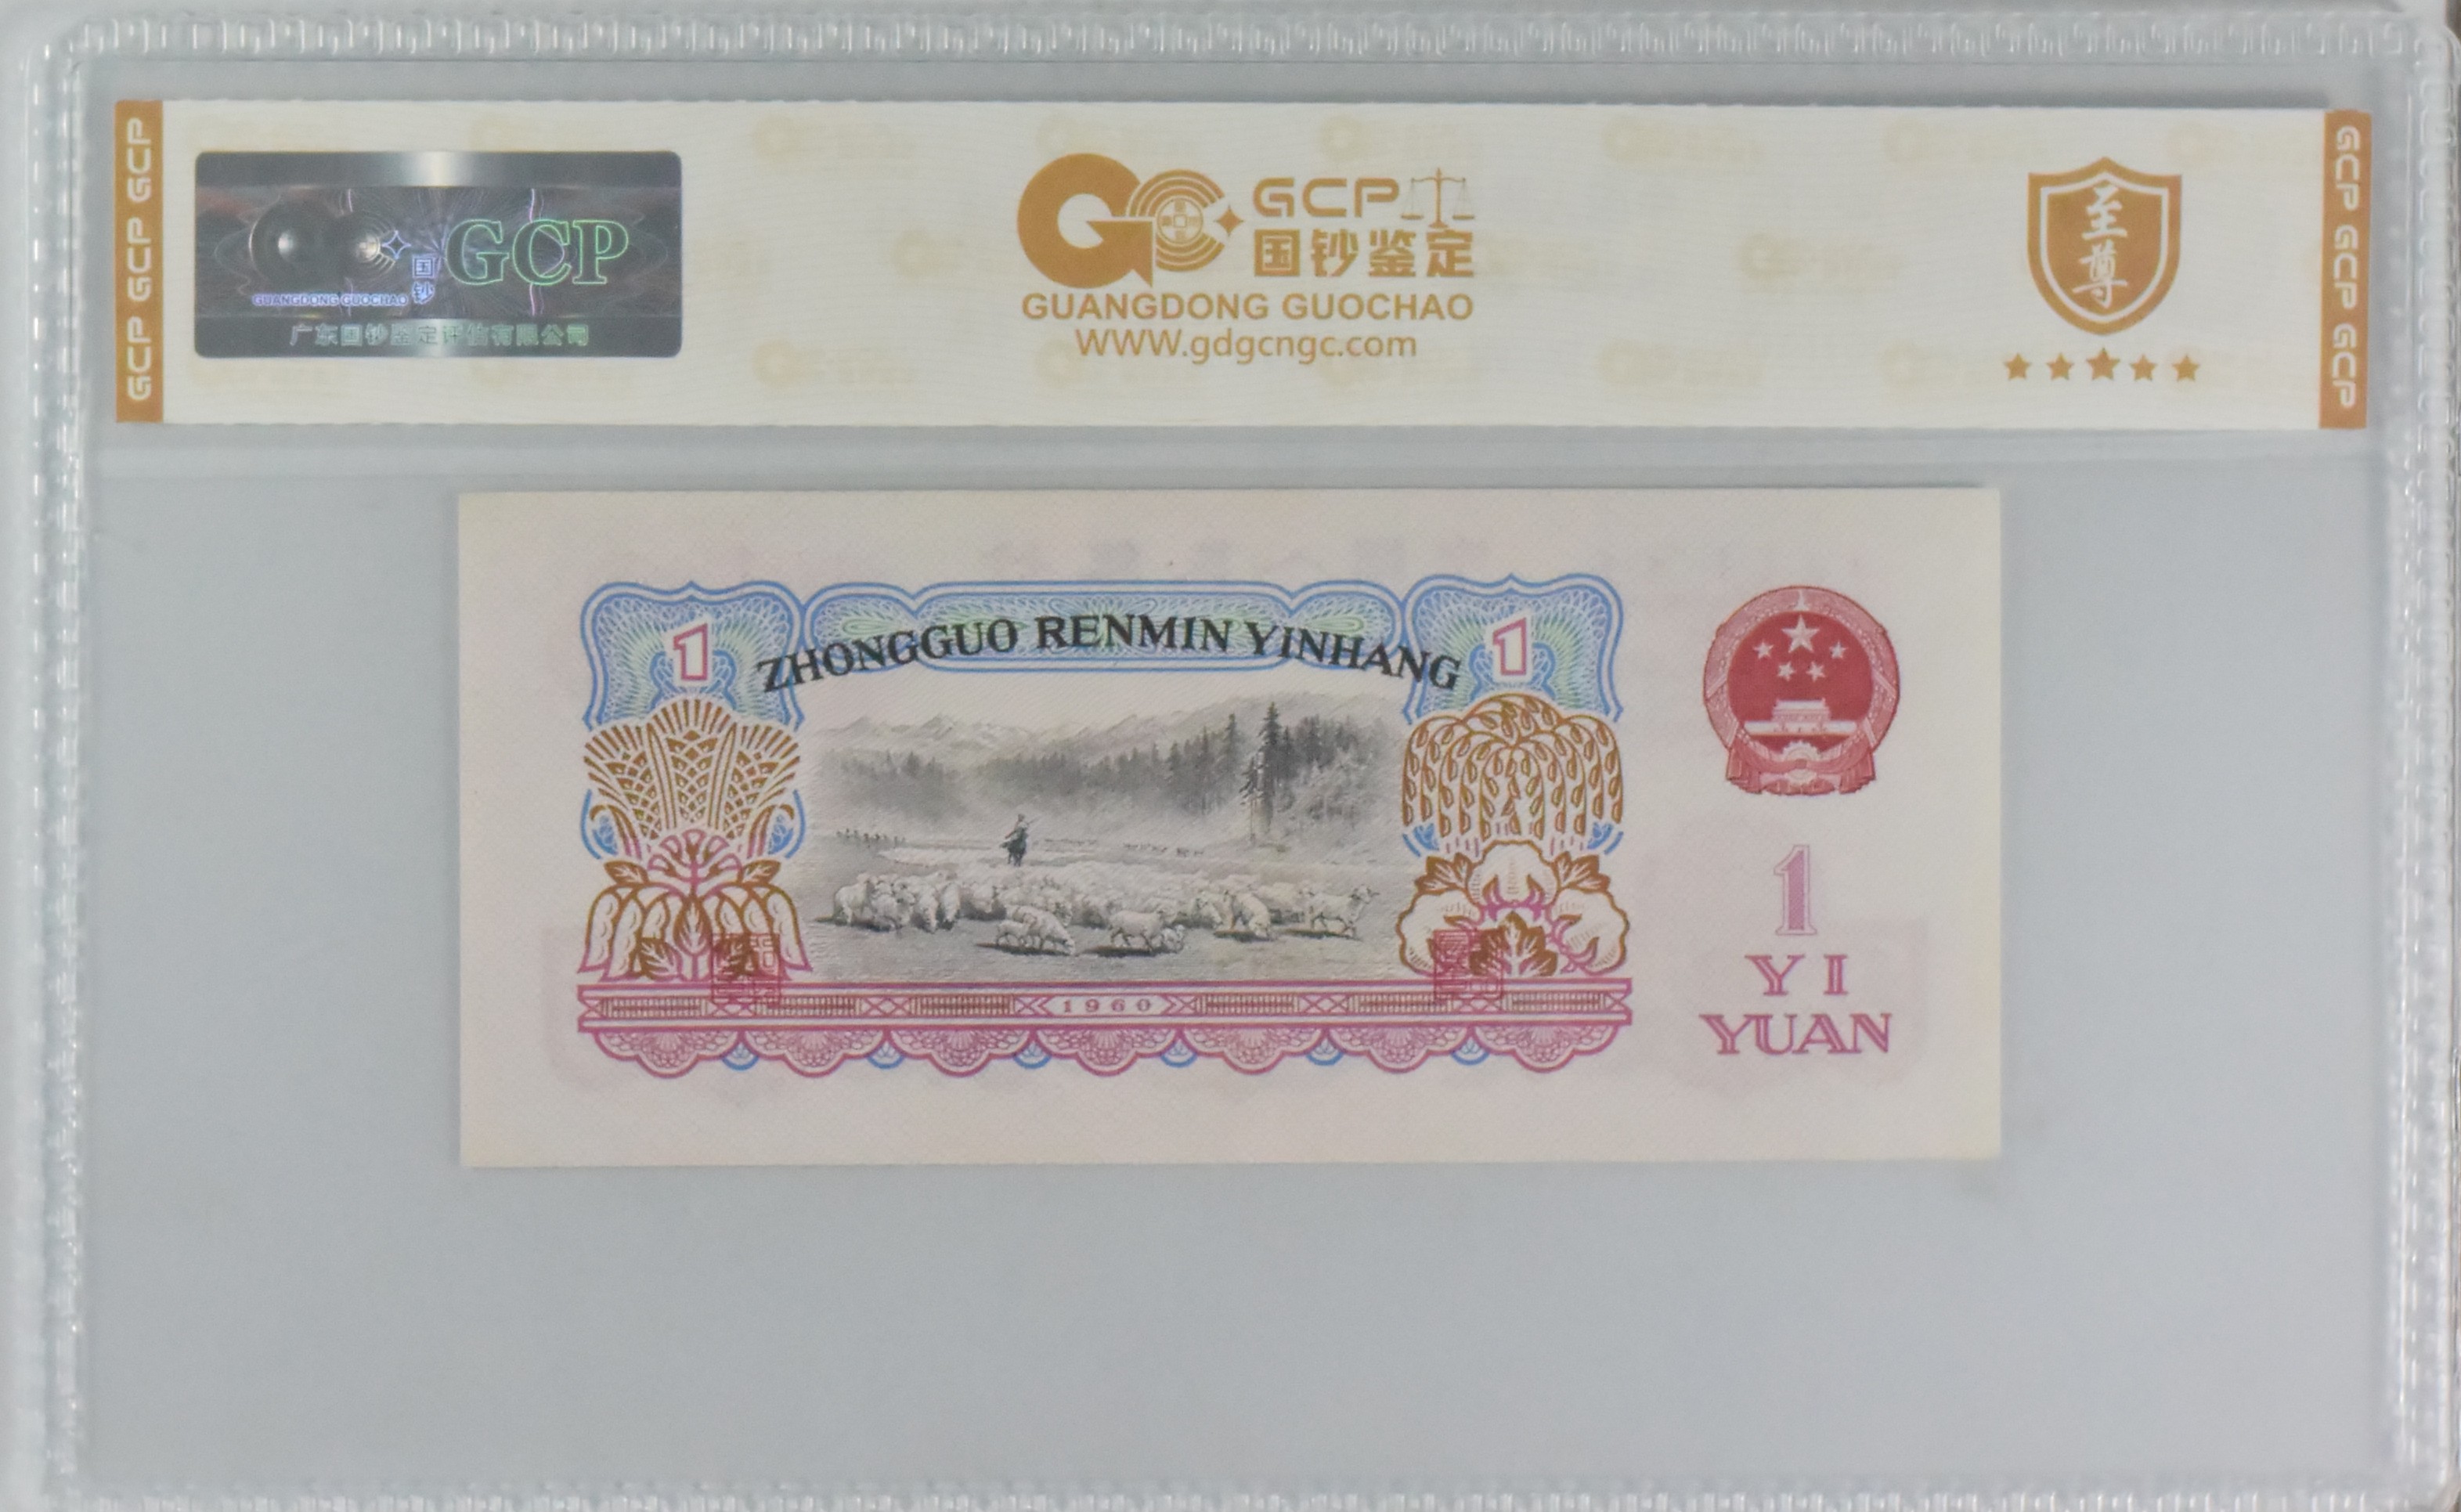 GCP GCP GCP
GCP
国钞
GUANGDONG GUOCHAO
广东国钞鉴定评估有限公司
GCP
国钞鉴定
GUANGDONG GUOCHAO
WWW.gdgcngc.com
至尊
GCP GCP GCP
1
ZHONGGUO RENMIN YINHANG
1
1960
1
YI
YUAN